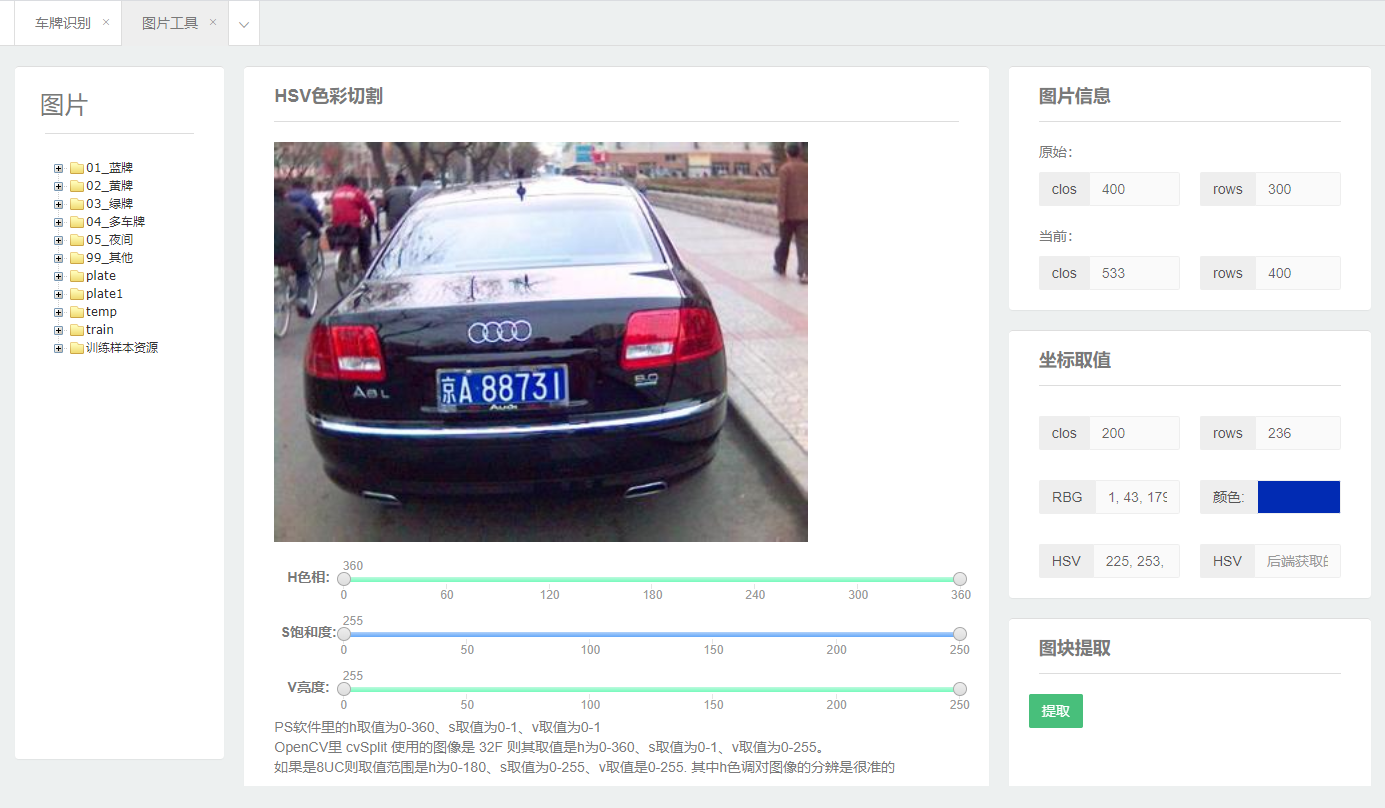 车牌识别 ×
图片工具 ×
图片
01_蓝牌
02_黄牌
03_绿牌
04_多车牌
05_夜间
99_其他
plate
plate1
temp
train
训练样本资源
HSV色彩切割
A8L
京A·88731
6.0
Audi
H色相:
360
0 60 120 180 240 300 360
S饱和度:
255
0 50 100 150 200 250
V亮度:
255
0 50 100 150 200 250
PS软件里的h取值为0-360、s取值为0-1、v取值为0-1
OpenCV里 cvSplit 使用的图像是 32F 则其取值是h为0-360、s取值为0-1、v取值为0-255。
如果是8UC则取值范围是h为0-180、s取值为0-255、v取值是0-255. 其中h色调对图像的分辨是很准的
图片信息
原始:
clos 400 rows 300
当前:
clos 533 rows 400
坐标取值
clos 200 rows 236
RBG 1, 43, 179 颜色:
HSV 225, 253, HSV 后端获取的
图块提取
提取